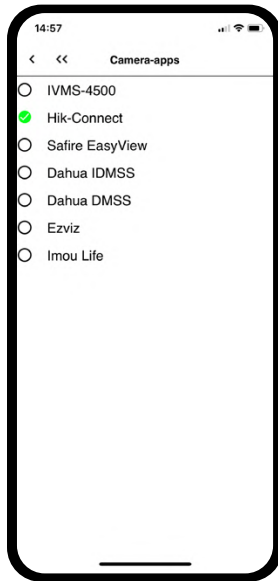 14:57
< << Camera-apps
IVMS-4500
Hik-Connect
Safire EasyView
Dahua IDMSS
Dahua DMSS
Ezviz
Imou Life